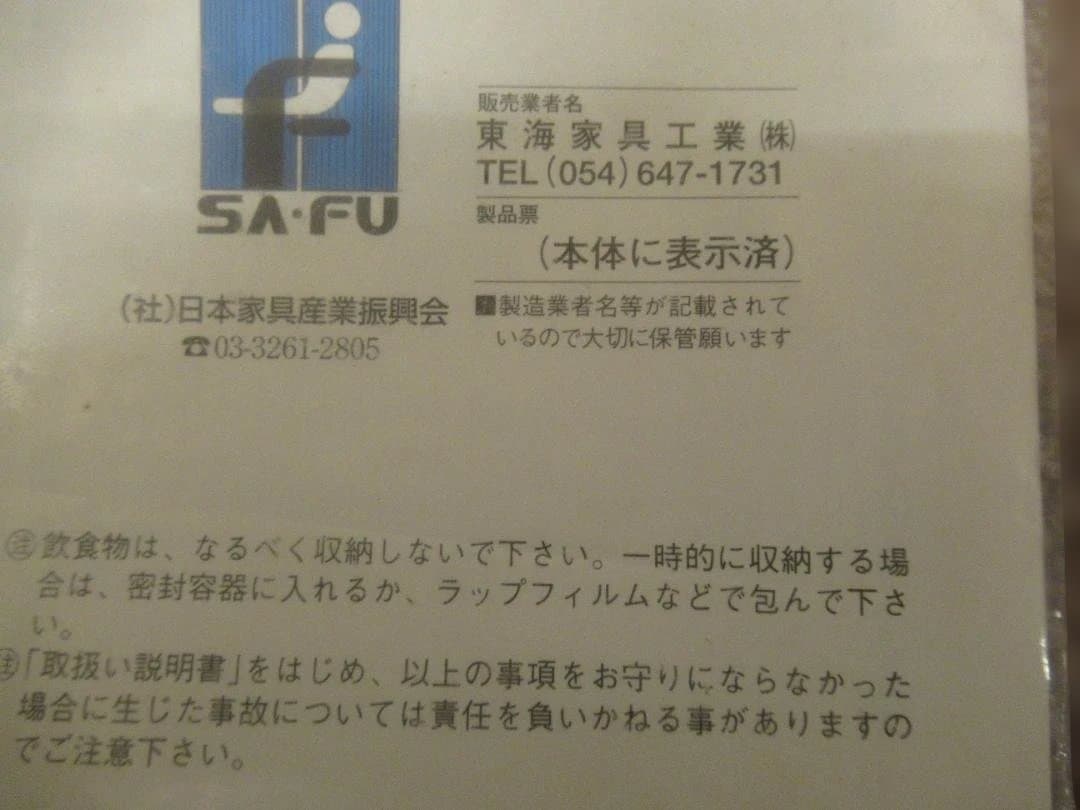 SA・FU
(社)日本家具産業振興会
☎03-3261-2805
販売業者名
東海家具工業㈱
TEL(054)647-1731
製品票
(本体に表示済)
製造業者名等が記載されて
いるので大切に保管願います
㊟飲食物は、なるべく収納しないで下さい。一時的に収納する場
合は、密封容器に入れるか、ラップフィルムなどで包んで下さ
い。
㊟「取扱い説明書」をはじめ、以上の事項をお守りにならなかった
場合に生じた事故については責任を負いかねる事がありますの
でご注意下さい。